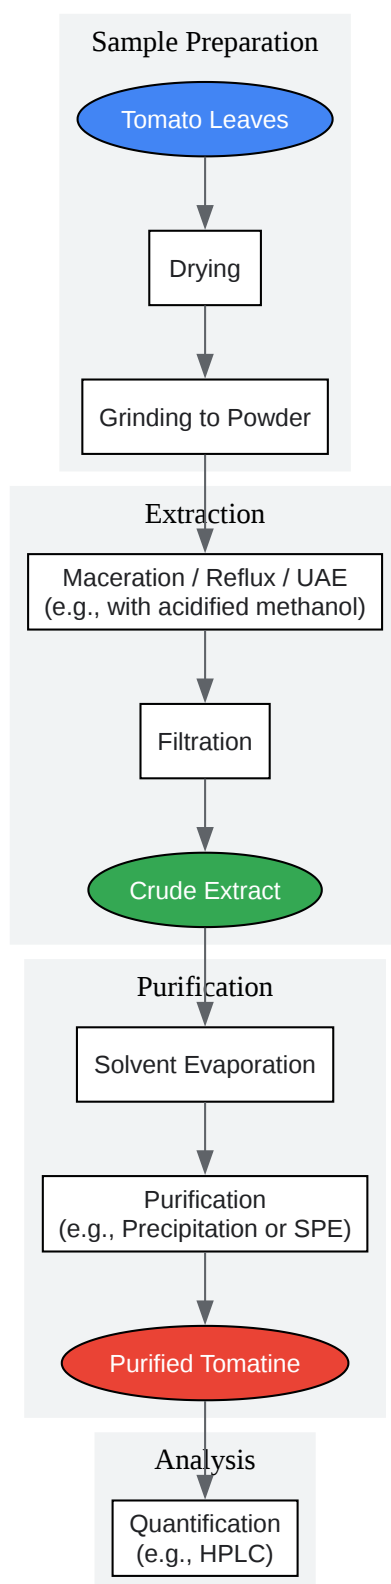 Sample Preparation
Tomato Leaves
Drying
Grinding to Powder
Extraction
Maceration / Reflux / UAE
(e.g., with acidified methanol)
Filtration
Crude Extract
Purification
Solvent Evaporation
Purification
(e.g., Precipitation or SPE)
Purified Tomatine
Analysis
Quantification
(e.g., HPLC)